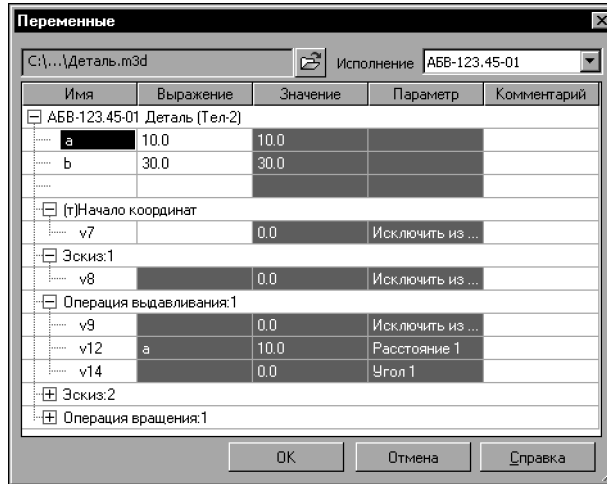 Переменные
C:\...\Деталь.m3d Исполнение АБВ-123.45-01
Имя Выражение Значение Параметр Комментарий
АБВ-123.45-01 Деталь (Тел-2)
a 10.0 10.0
b 30.0 30.0
(т)Начало координат
v7 0.0 Исключить из ...
Эскиз:1
v8 0.0 Исключить из ...
Операция выдавливания:1
v9 0.0 Исключить из ...
v12 a 10.0 Расстояние 1
v14 0.0 Угол 1
Эскиз:2
Операция вращения:1
OK Отмена Справка